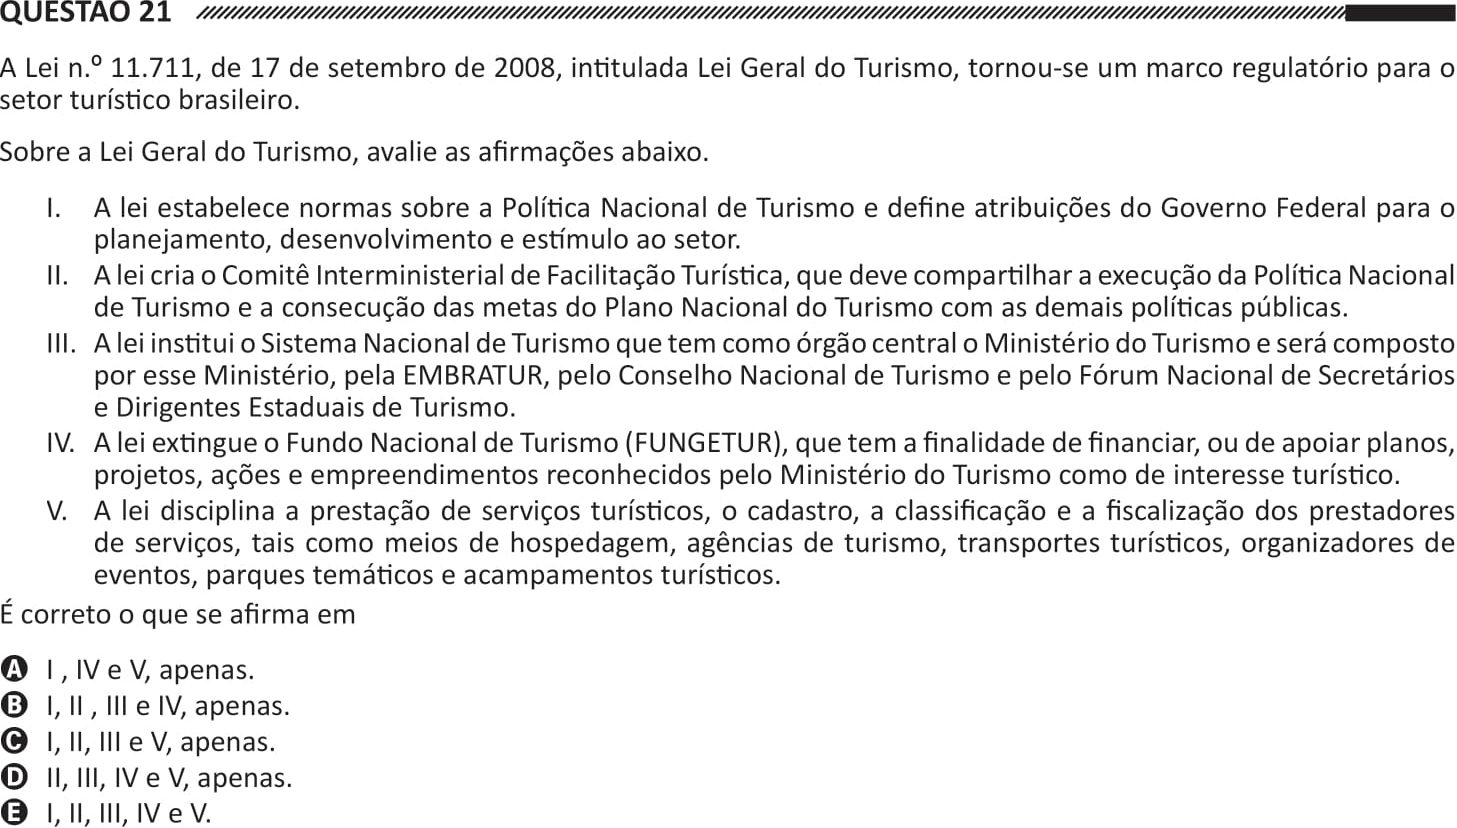 QUESTÃO 21
A Lei n.º 11.711, de 17 de setembro de 2008, intitulada Lei Geral do Turismo, tornou-se um marco regulatório para o
setor turístico brasileiro.
Sobre a Lei Geral do Turismo, avalie as afirmações abaixo.
I. A lei estabelece normas sobre a Política Nacional de Turismo e define atribuições do Governo Federal para o
planejamento, desenvolvimento e estímulo ao setor.
II. A lei cria o Comitê Interministerial de Facilitação Turística, que deve compartilhar a execução da Política Nacional
de Turismo e a consecução das metas do Plano Nacional do Turismo com as demais políticas públicas.
III. A lei institui o Sistema Nacional de Turismo que tem como órgão central o Ministério do Turismo e será composto
por esse Ministério, pela EMBRATUR, pelo Conselho Nacional de Turismo e pelo Fórum Nacional de Secretários
e Dirigentes Estaduais de Turismo.
IV. A lei extingue o Fundo Nacional de Turismo (FUNGETUR), que tem a finalidade de financiar, ou de apoiar planos,
projetos, ações e empreendimentos reconhecidos pelo Ministério do Turismo como de interesse turístico.
V. A lei disciplina a prestação de serviços turísticos, o cadastro, a classificação e a fiscalização dos prestadores
de serviços, tais como meios de hospedagem, agências de turismo, transportes turísticos, organizadores de
eventos, parques temáticos e acampamentos turísticos.
É correto o que se afirma em
A I , IV e V, apenas.
B I, II , III e IV, apenas.
C I, II, III e V, apenas.
D II, III, IV e V, apenas.
E I, II, III, IV e V.